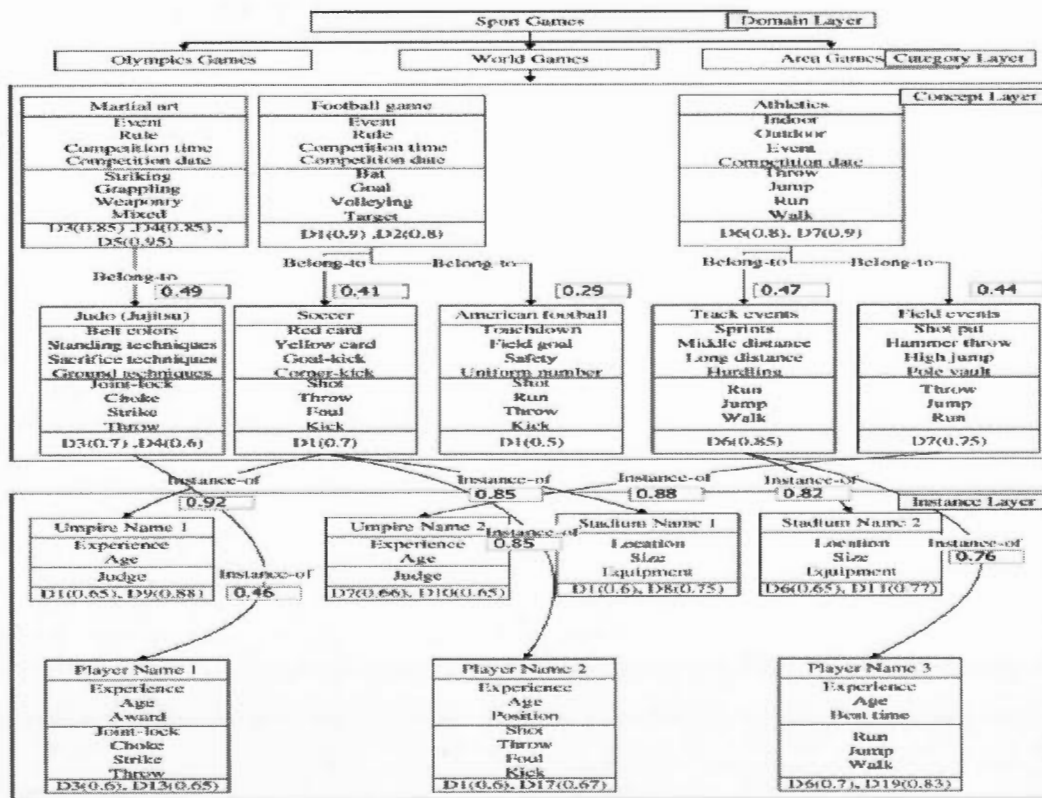 Sport Games
Domain Layer
Olympics Games
World Games
Area Games
Category Layer
Concept Layer
Martial art
Event
Rule
Competition time
Competition date
Striking
Grappling
Weaponry
Mixed
D3(0.85) ,D4(0.85) ,
D5(0.95)
Football game
Event
Rule
Competition time
Competition date
Bat
Goal
Volleying
Target
D1(0.9) ,D2(0.8)
Athletics
Indoor
Outdoor
Event
Competition date
Throw
Jump
Run
Walk
D6(0.8), D7(0.9)
Belong-to
0.49
Belong-to
0.41
Belong-to
0.29
Belong-to
0.47
Belong-to
0.44
Judo (Jujitsu)
Belt colors
Standing techniques
Sacrifice techniques
Ground techniques
Joint-lock
Choke
Strike
Throw
D3(0.7) ,D4(0.6)
Soccer
Red card
Yellow card
Goal-kick
Corner-kick
Shot
Throw
Foul
Kick
D1(0.7)
American football
Touchdown
Field goal
Safety
Uniform number
Shot
Run
Throw
Kick
D1(0.5)
Track events
Sprints
Middle distance
Long distance
Hurdling
Run
Jump
Walk
D6(0.85)
Field events
Shot put
Hammer throw
High jump
Pole vault
Throw
Jump
Run
D7(0.75)
Instance-of
0.92
Instance-of
0.85
Instance-of
0.88
Instance-of
0.82
Instance Layer
Umpire Name 1
Experience
Age
Judge
D1(0.65), D9(0.88)
Instance-of
0.46
Umpire Name 2
Experience
Age
Judge
D7(0.66), D10(0.65)
Instance-of
0.85
Stadium Name 1
Location
Size
Equipment
D1(0.6), D8(0.75)
Stadium Name 2
Location
Size
Equipment
D6(0.65), D11(0.77)
Instance-of
0.76
Player Name 1
Experience
Age
Award
Joint-lock
Choke
Strike
Throw
D3(0.6), D13(0.65)
Player Name 2
Experience
Age
Position
Shot
Throw
Foul
Kick
D1(0.6), D17(0.67)
Player Name 3
Experience
Age
Best time
Run
Jump
Walk
D6(0.7), D19(0.83)